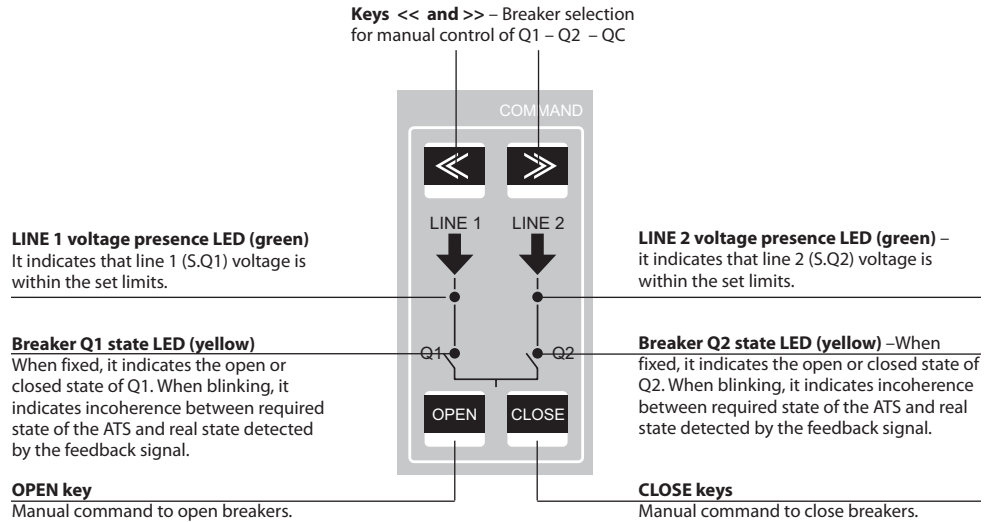 Keys << and >> – Breaker selection
for manual control of Q1 – Q2 – QC
COMMAND
LINE 1
LINE 2
LINE 1 voltage presence LED (green)
It indicates that line 1 (S.Q1) voltage is
within the set limits.
LINE 2 voltage presence LED (green) –
it indicates that line 2 (S.Q2) voltage is
within the set limits.
Breaker Q1 state LED (yellow)
When fixed, it indicates the open or
closed state of Q1. When blinking, it
indicates incoherence between required
state of the ATS and real state detected
by the feedback signal.
Q1
Q2
Breaker Q2 state LED (yellow) –When
fixed, it indicates the open or closed state of
Q2. When blinking, it indicates incoherence
between required state of the ATS and real
state detected by the feedback signal.
OPEN
CLOSE
OPEN key
Manual command to open breakers.
CLOSE keys
Manual command to close breakers.